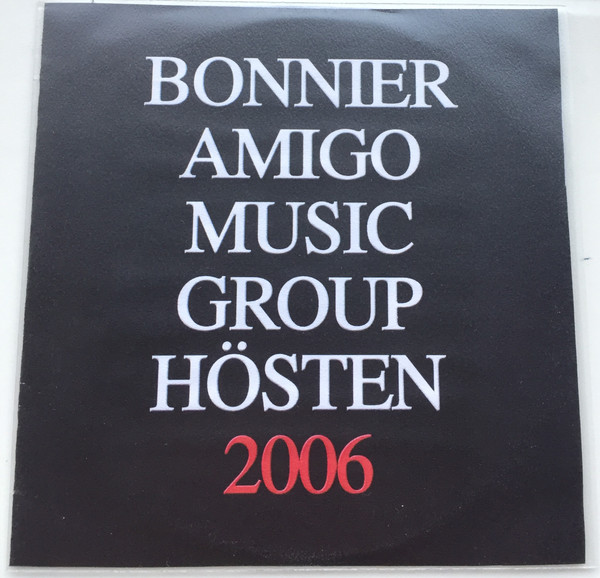 BONNIER
AMIGO
MUSIC
GROUP
HÖSTEN
2006